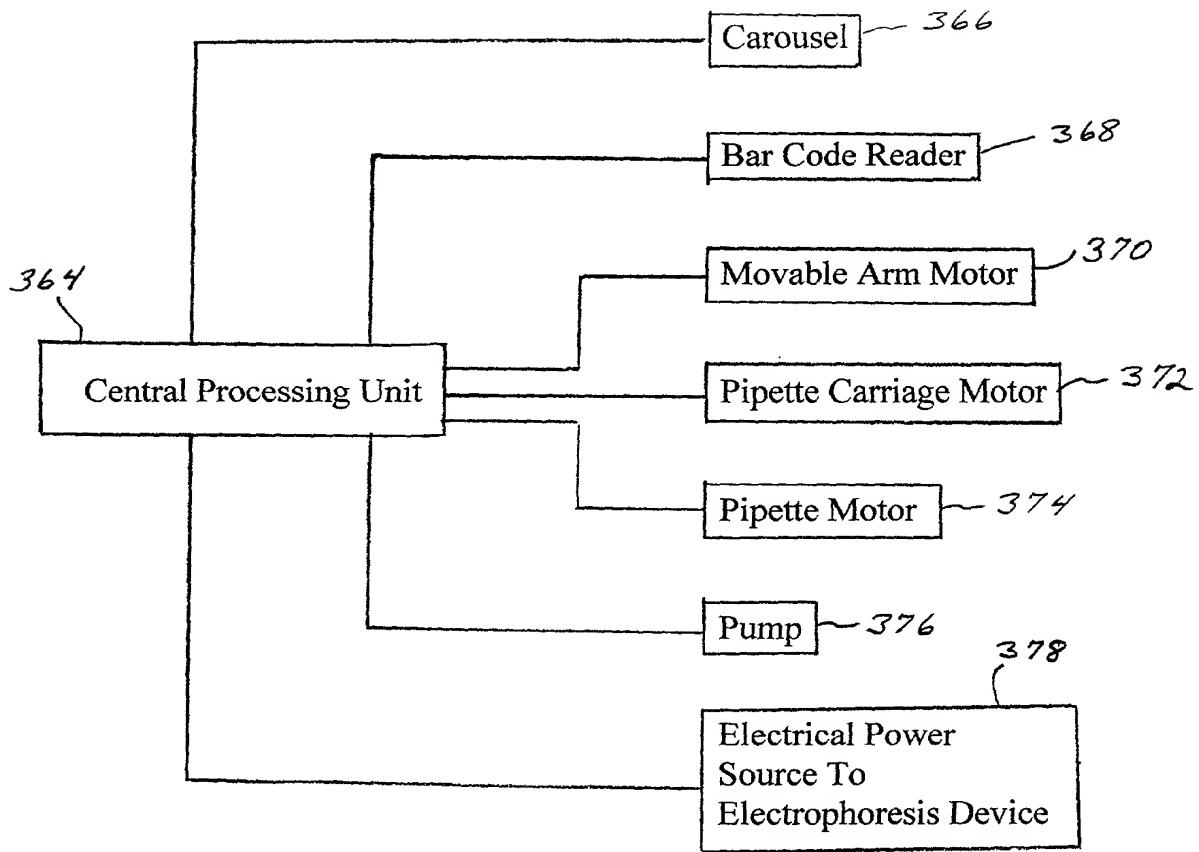 Carousel 366
Bar Code Reader 368
Movable Arm Motor 370
364
Central Processing Unit
Pipette Carriage Motor 372
Pipette Motor 374
Pump 376
378
Electrical Power
Source To
Electrophoresis Device